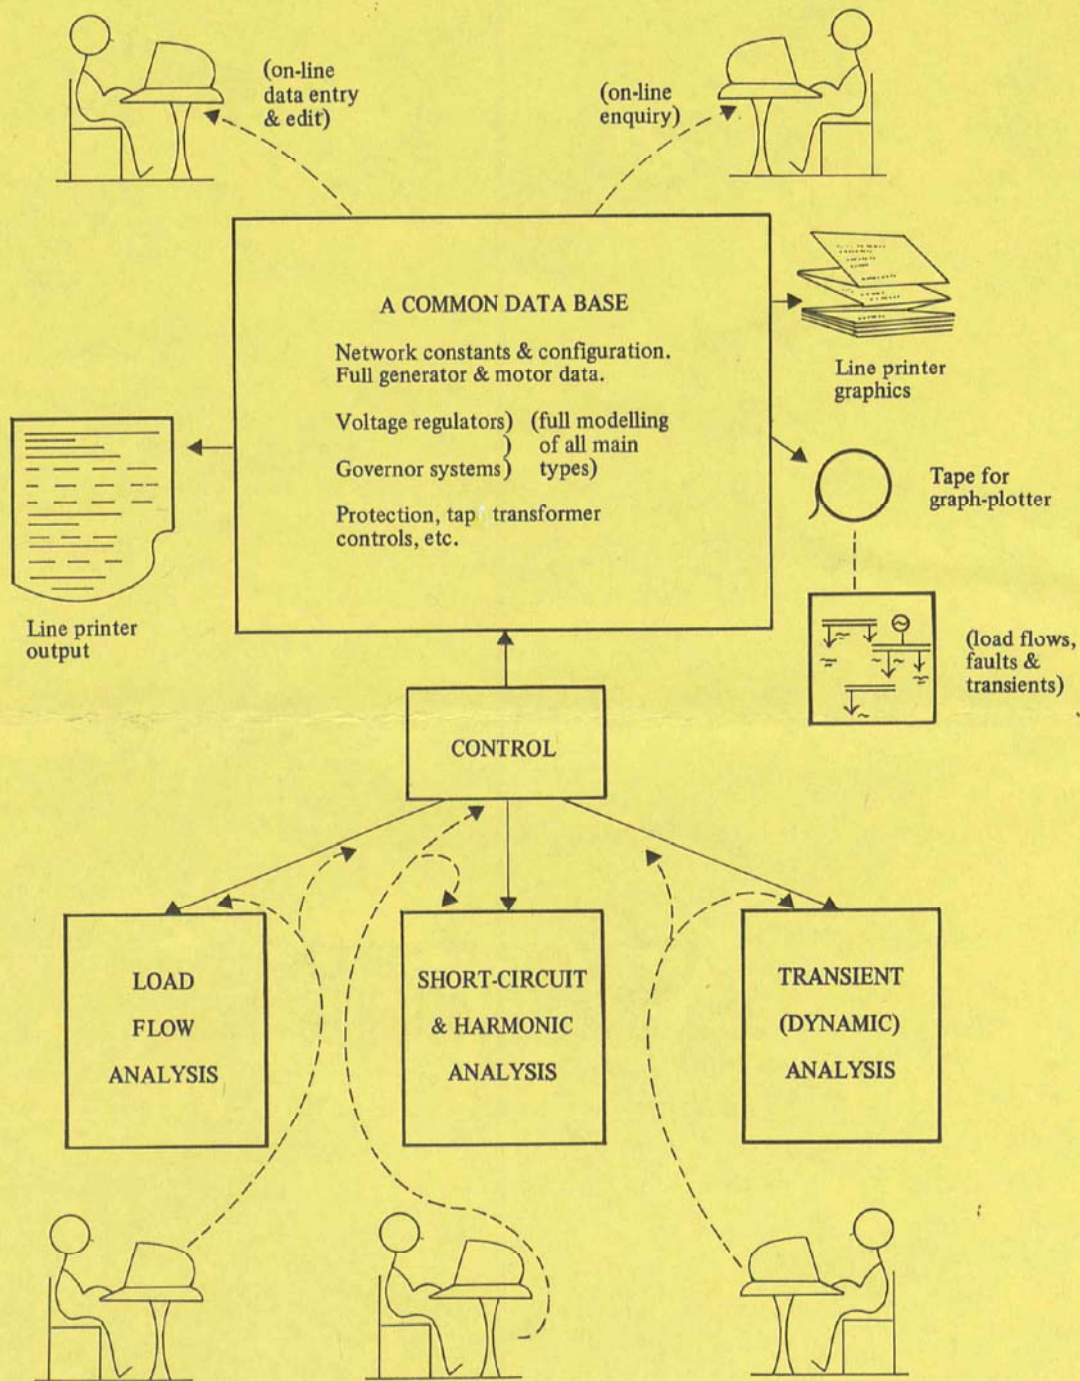 (on-line
data entry
& edit)
(on-line
enquiry)
A COMMON DATA BASE
Network constants & configuration.
Full generator & motor data.
Voltage regulators) (full modelling
) of all main
Governor systems) types)
Protection, tap transformer
controls, etc.
Line printer
graphics
Tape for
graph-plotter
Line printer
output
(load flows,
faults &
transients)
CONTROL
LOAD
FLOW
ANALYSIS
SHORT-CIRCUIT
& HARMONIC
ANALYSIS
TRANSIENT
(DYNAMIC)
ANALYSIS